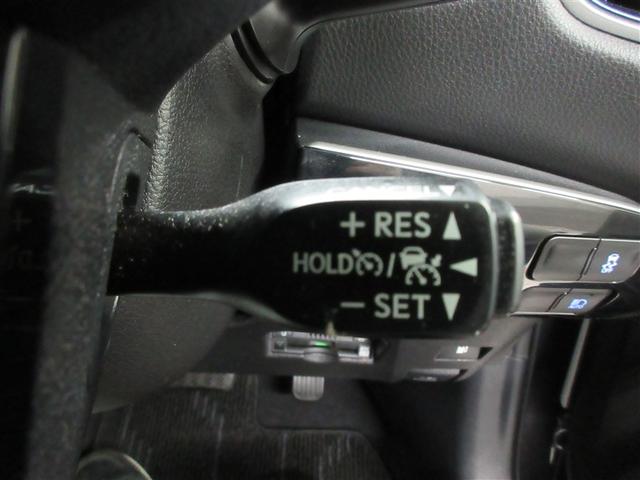 + RES
HOLD /
− SET